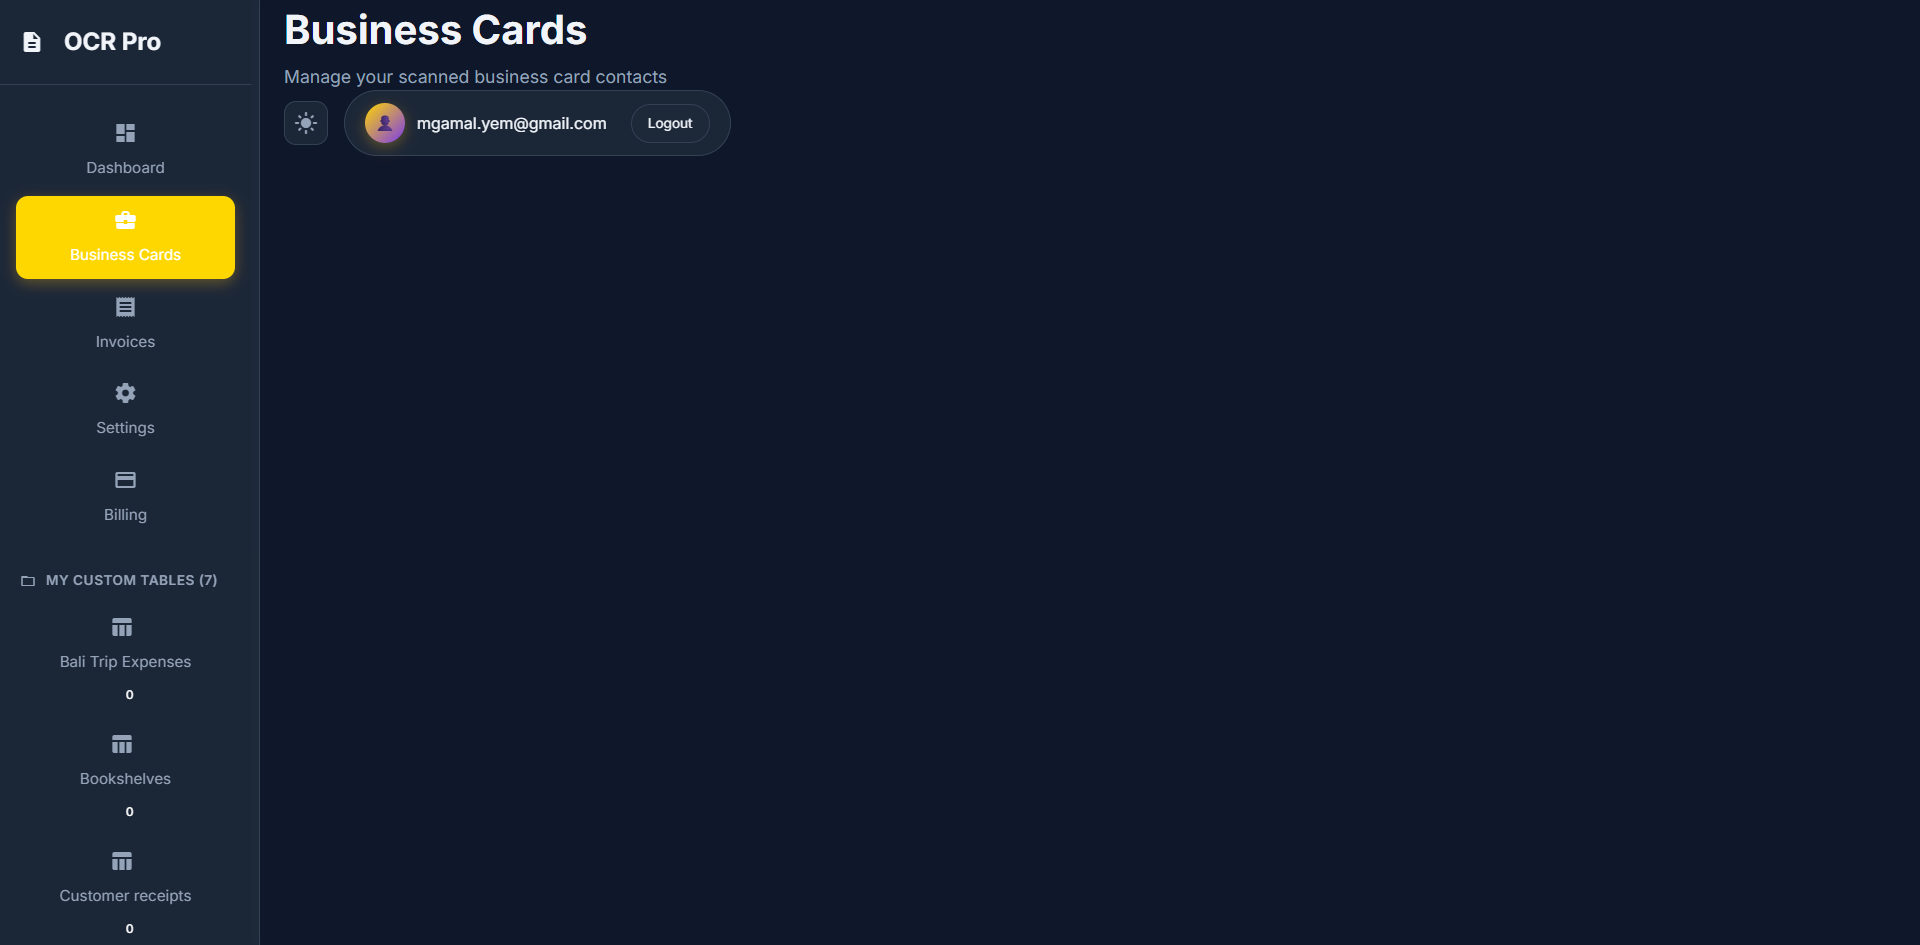 OCR Pro
Dashboard
Business Cards
Invoices
Settings
Billing
MY CUSTOM TABLES (7)
Bali Trip Expenses
0
Bookshelves
0
Customer receipts
0
Business Cards
Manage your scanned business card contacts
mgamal.yem@gmail.com
Logout